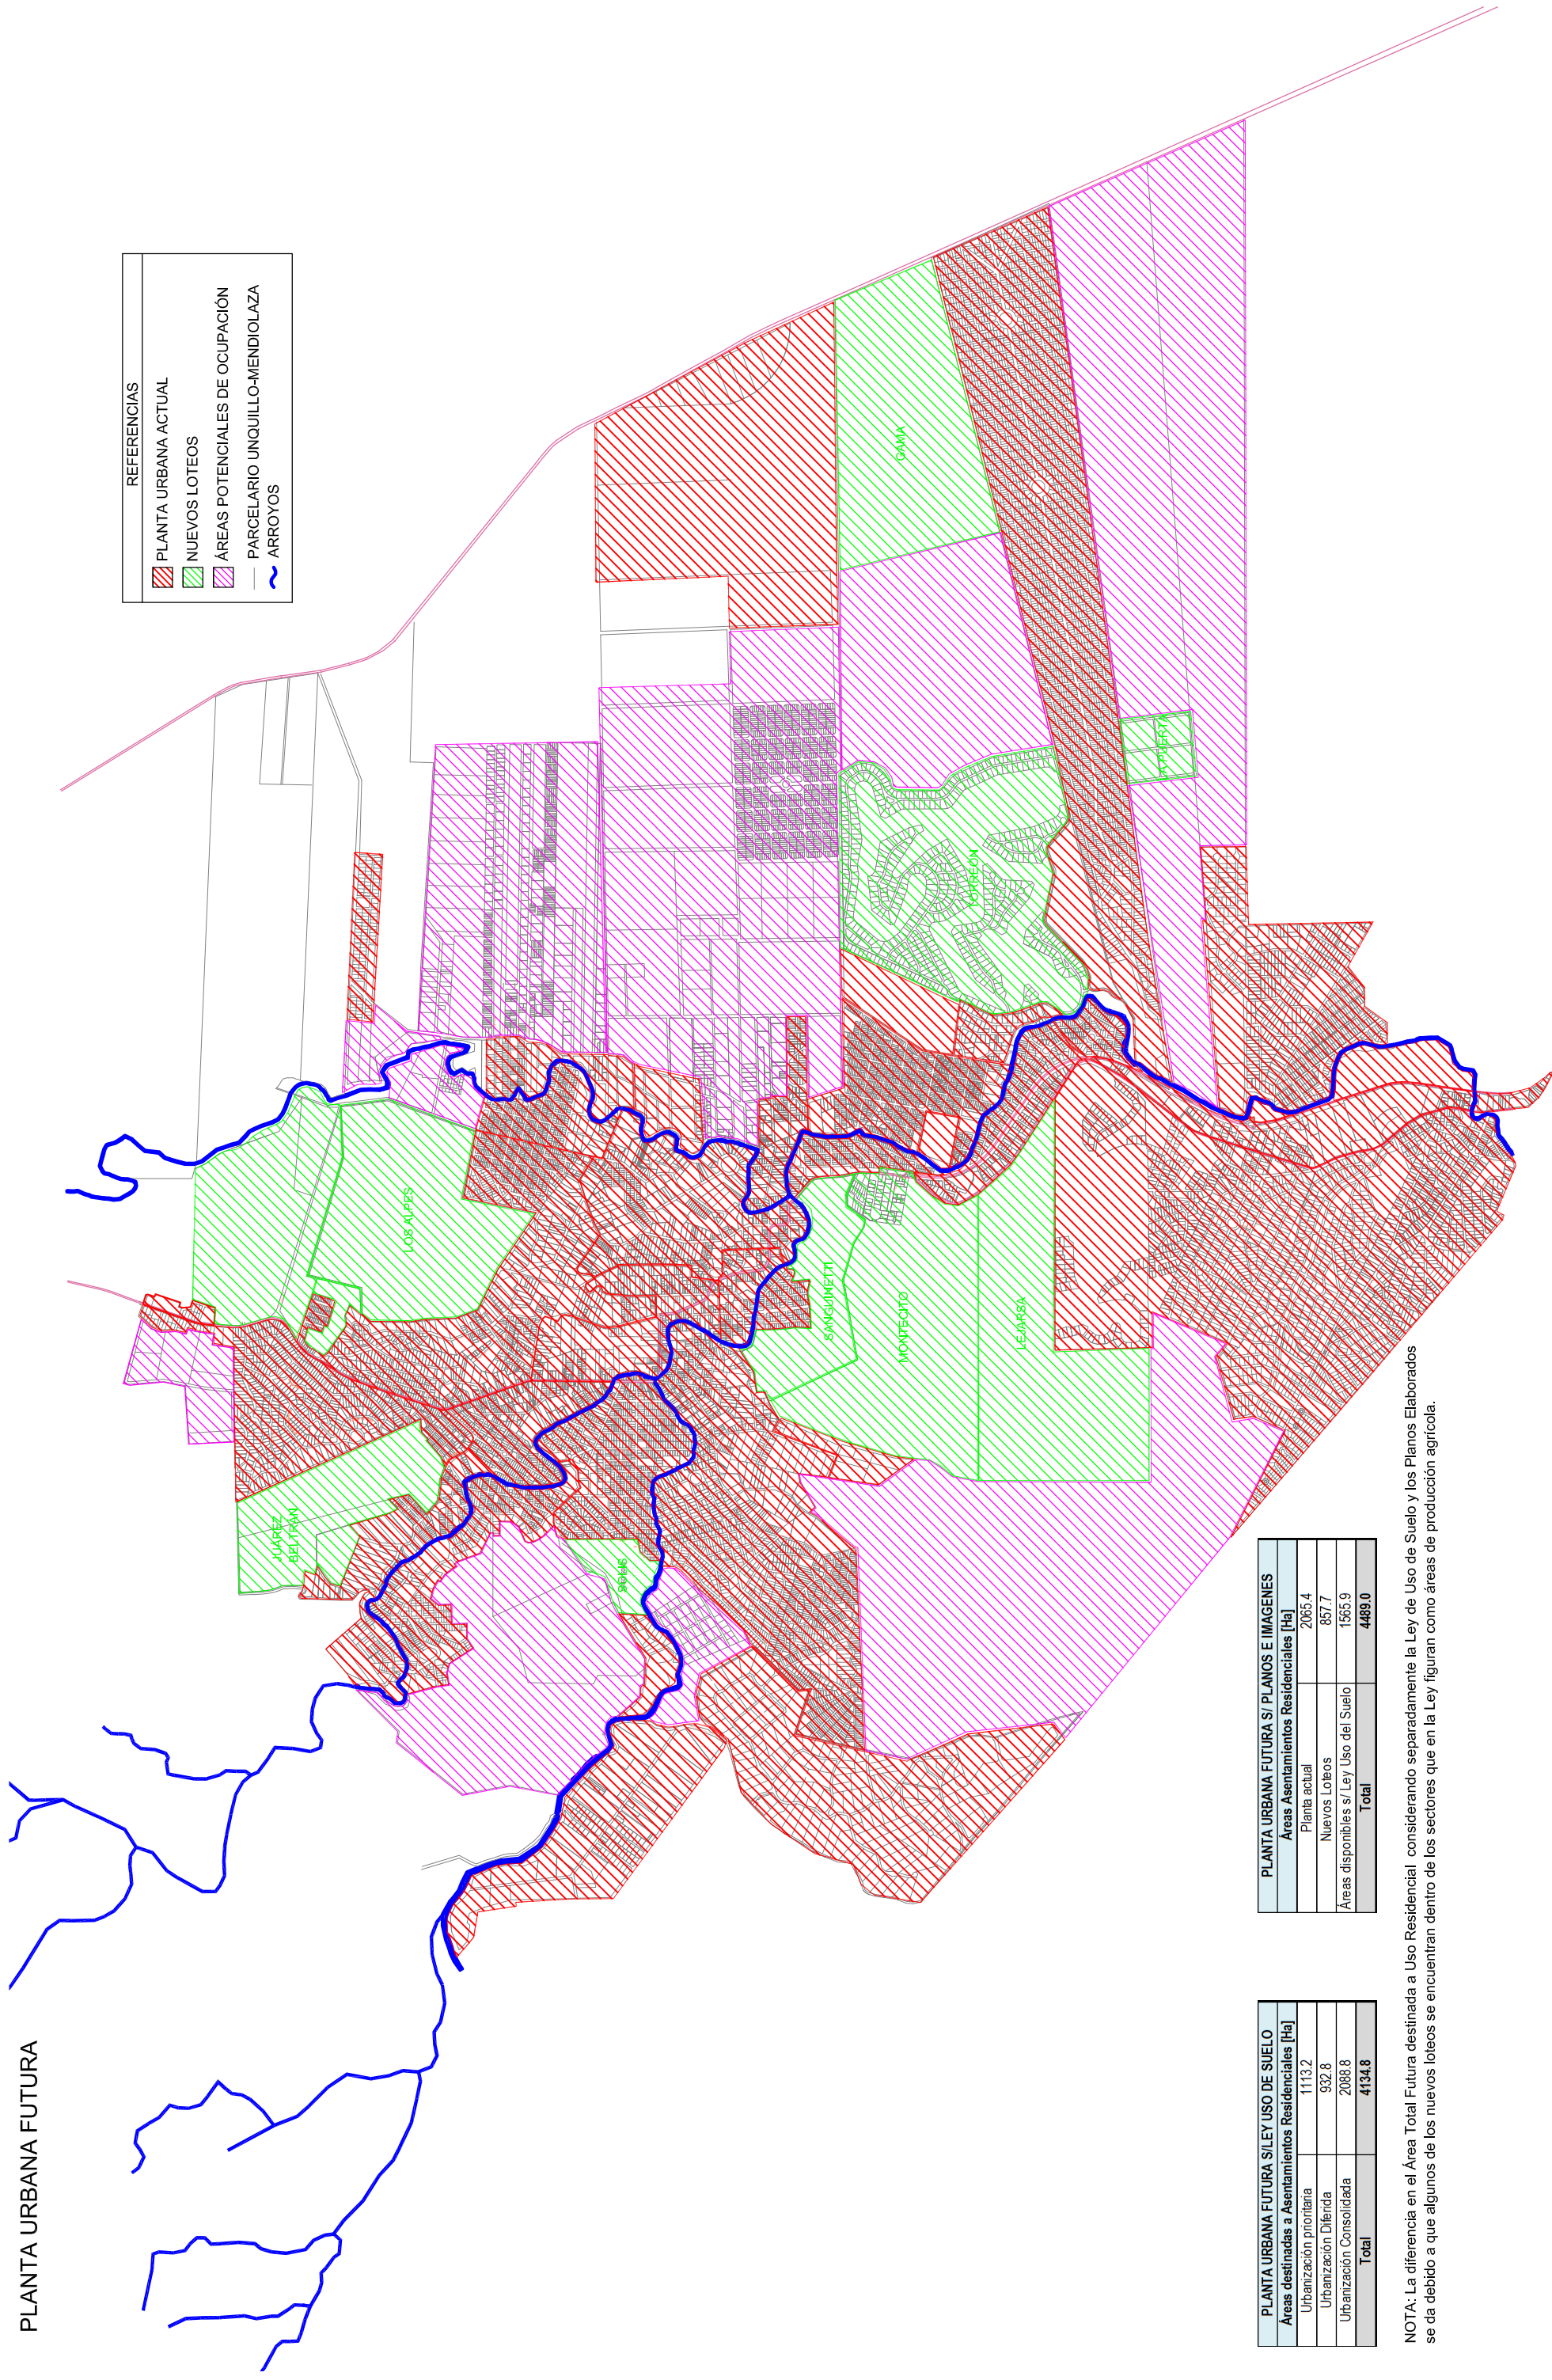 PLANTA URBANA FUTURA
REFERENCIAS
PLANTA URBANA ACTUAL
NUEVOS LOTEOS
ÁREAS POTENCIALES DE OCUPACIÓN
PARCELARIO UNQUILLO-MENDIOLAZA
ARROYOS
JUÁREZ
BELTRÁN
LOS ALPES
SOLIS
SANGUINETTI
MONTECITO
LEJARSA
TORREÓN
GAMA
LA PUERTA
PLANTA URBANA FUTURA S/LEY USO DE SUELO
Áreas destinadas a Asentamientos Residenciales [Ha]
Urbanización prioritaria 1113.2
Urbanización Diferida 932.8
Urbanización Consolidada 2088.8
Total 4134.8
PLANTA URBANA FUTURA S/ PLANOS E IMAGENES
Áreas Asentamientos Residenciales [Ha]
Planta actual 2065.4
Nuevos Loteos 857.7
Áreas disponibles s/ Ley Uso del Suelo 1565.9
Total 4489.0
NOTA: La diferencia en el Área Total Futura destinada a Uso Residencial considerando separadamente la Ley de Uso de Suelo y los Planos Elaborados
se da debido a que algunos de los nuevos loteos se encuentran dentro de los sectores que en la Ley figuran como áreas de producción agrícola.